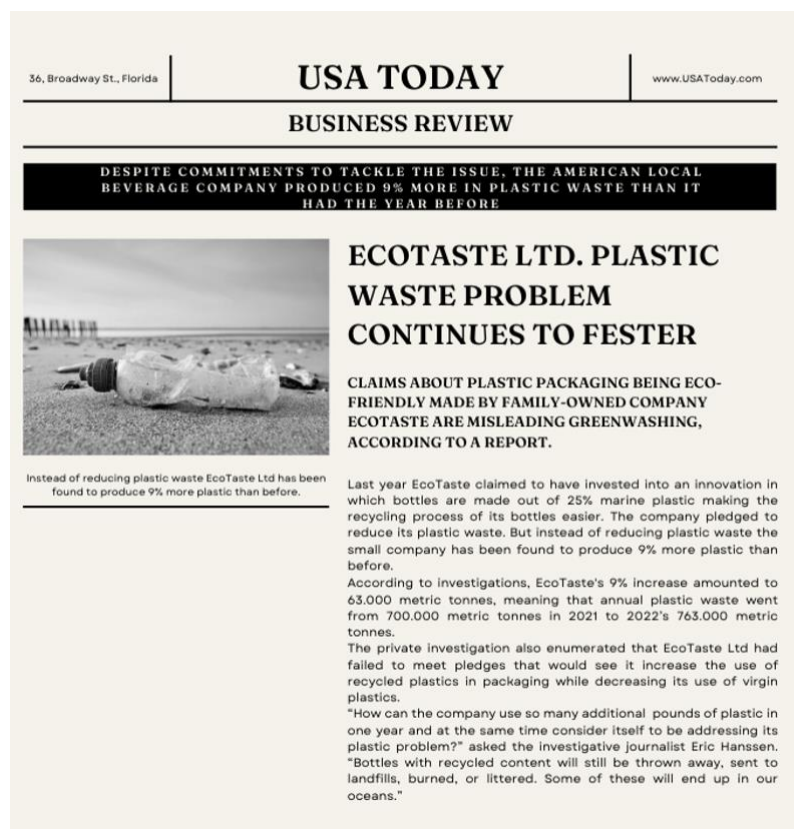 36, Broadway St., Florida
USA TODAY
www.USAToday.com
BUSINESS REVIEW
DESPITE COMMITMENTS TO TACKLE THE ISSUE, THE AMERICAN LOCAL
BEVERAGE COMPANY PRODUCED 9% MORE IN PLASTIC WASTE THAN IT
HAD THE YEAR BEFORE
Instead of reducing plastic waste EcoTaste Ltd has been
found to produce 9% more plastic than before.
ECOTASTE LTD. PLASTIC
WASTE PROBLEM
CONTINUES TO FESTER
CLAIMS ABOUT PLASTIC PACKAGING BEING ECO-
FRIENDLY MADE BY FAMILY-OWNED COMPANY
ECOTASTE ARE MISLEADING GREENWASHING,
ACCORDING TO A REPORT.
Last year EcoTaste claimed to have invested into an innovation in
which bottles are made out of 25% marine plastic making the
recycling process of its bottles easier. The company pledged to
reduce its plastic waste. But instead of reducing plastic waste the
small company has been found to produce 9% more plastic than
before.
According to investigations, EcoTaste's 9% increase amounted to
63.000 metric tonnes, meaning that annual plastic waste went
from 700.000 metric tonnes in 2021 to 2022's 763.000 metric
tonnes.
The private investigation also enumerated that EcoTaste Ltd had
failed to meet pledges that would see it increase the use of
recycled plastics in packaging while decreasing its use of virgin
plastics.
“How can the company use so many additional pounds of plastic in
one year and at the same time consider itself to be addressing its
plastic problem?” asked the investigative journalist Eric Hanssen.
“Bottles with recycled content will still be thrown away, sent to
landfills, burned, or littered. Some of these will end up in our
oceans.”